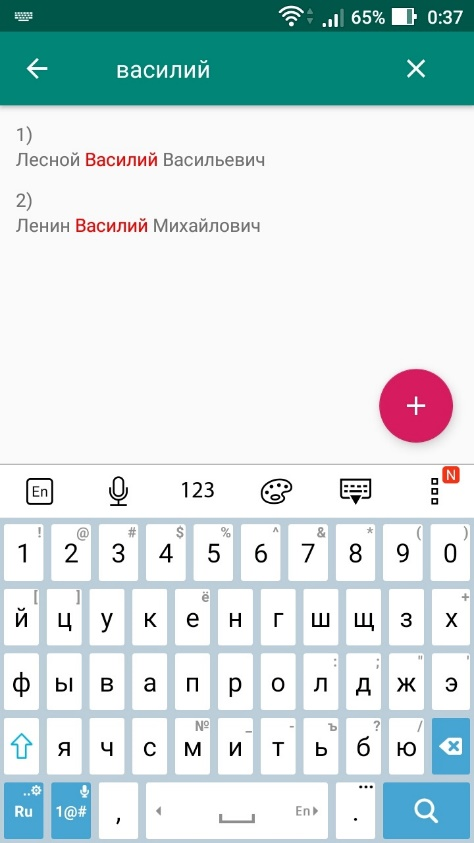 65% 0:37
василий
1)
Лесной Василий Васильевич
2)
Ленин Василий Михайлович
+
En 123 N
! @ # $ % ^ & * ( )
1 2 3 4 5 6 7 8 9 0
[ ] ё +
й ц у к е н г ш щ з х
: ; " '
ф ы в а п р о л д ж э
№ _ - ъ ? /
я ч с м и т ь б ю
Ru 1@# , En . ...